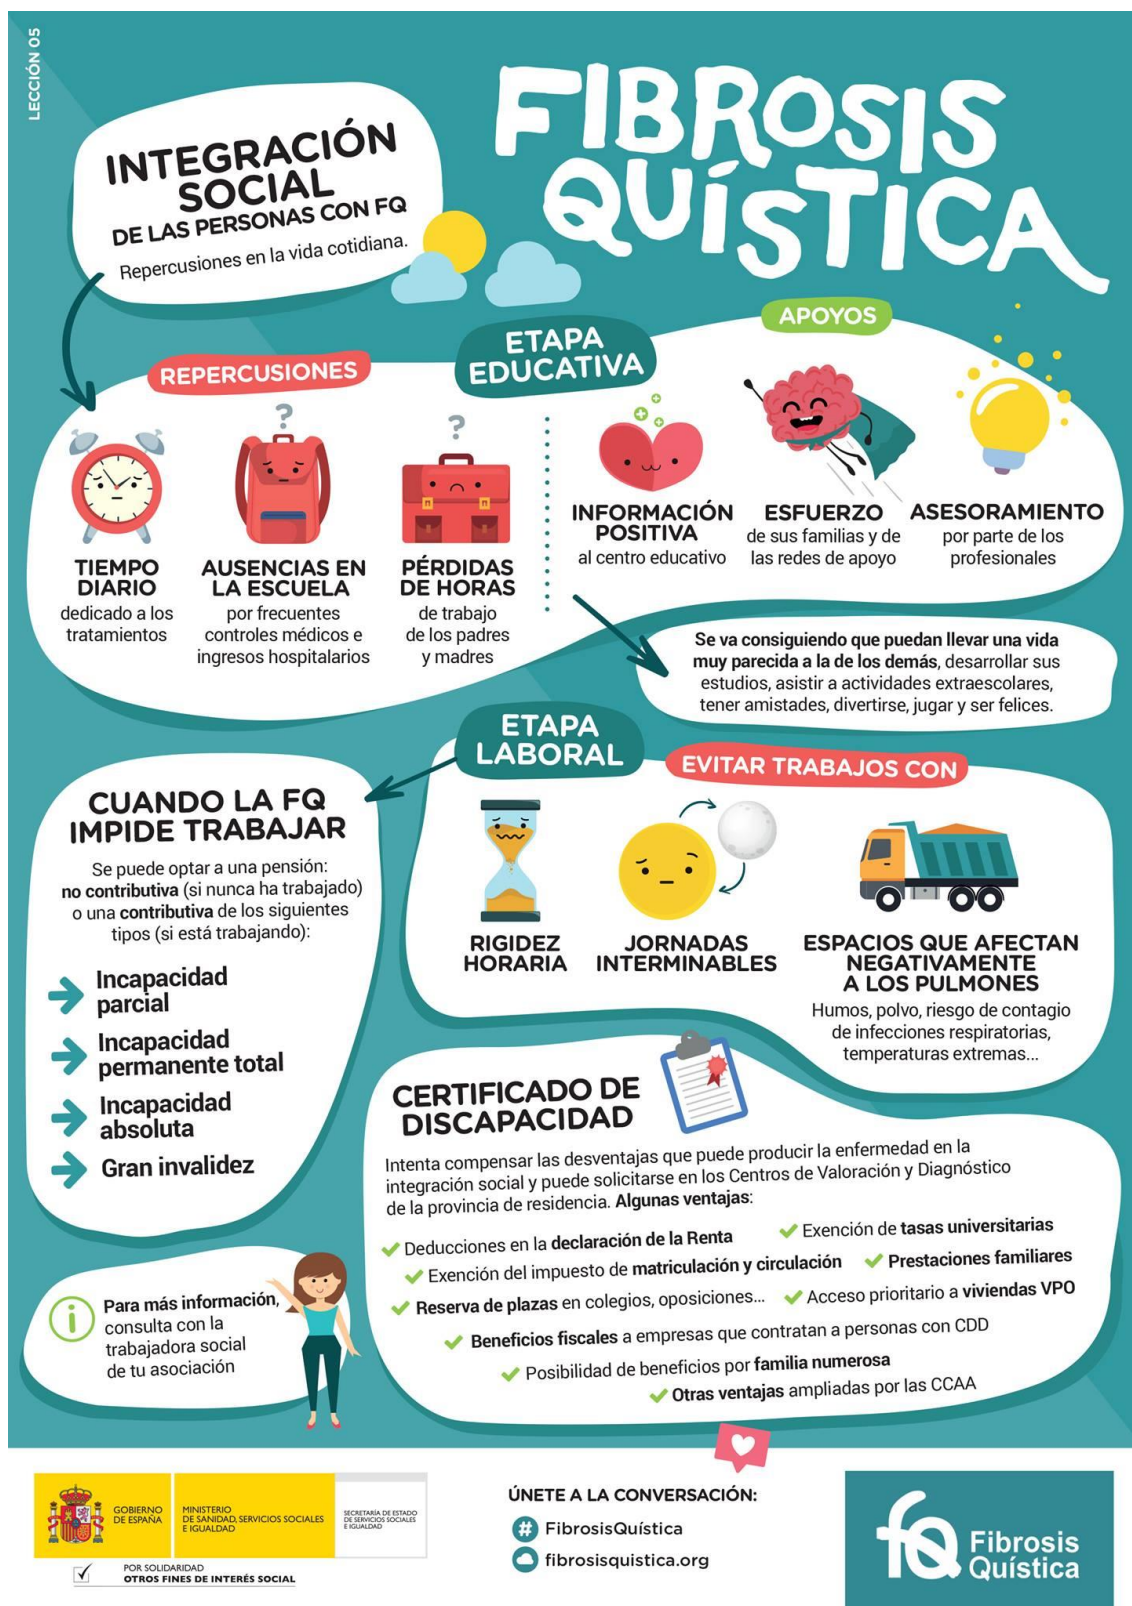 LECCIÓN 05
FIBROSIS
QUÍSTICA
INTEGRACIÓN
SOCIAL
DE LAS PERSONAS CON FQ
Repercusiones en la vida cotidiana.
ETAPA
EDUCATIVA
REPERCUSIONES
?
TIEMPO
DIARIO
dedicado a los
tratamientos
AUSENCIAS EN
LA ESCUELA
por frecuentes
controles médicos e
ingresos hospitalarios
?
PÉRDIDAS
DE HORAS
de trabajo
de los padres
y madres
APOYOS
INFORMACIÓN
POSITIVA
al centro educativo
ESFUERZO
de sus familias y de
las redes de apoyo
ASESORAMIENTO
por parte de los
profesionales
Se va consiguiendo que puedan llevar una vida
muy parecida a la de los demás, desarrollar sus
estudios, asistir a actividades extraescolares,
tener amistades, divertirse, jugar y ser felices.
ETAPA
LABORAL
EVITAR TRABAJOS CON
RIGIDEZ
HORARIA
JORNADAS
INTERMINABLES
ESPACIOS QUE AFECTAN
NEGATIVAMENTE
A LOS PULMONES
Humos, polvo, riesgo de contagio
de infecciones respiratorias,
temperaturas extremas...
CUANDO LA FQ
IMPIDE TRABAJAR
Se puede optar a una pensión:
no contributiva (si nunca ha trabajado)
o una contributiva de los siguientes
tipos (si está trabajando):
Incapacidad
parcial
Incapacidad
permanente total
Incapacidad
absoluta
Gran invalidez
CERTIFICADO DE
DISCAPACIDAD
Intenta compensar las desventajas que puede producir la enfermedad en la
integración social y puede solicitarse en los Centros de Valoración y Diagnóstico
de la provincia de residencia. Algunas ventajas:
Deducciones en la declaración de la Renta
Exención de tasas universitarias
Exención del impuesto de matriculación y circulación
Prestaciones familiares
Reserva de plazas en colegios, oposiciones...
Acceso prioritario a viviendas VPO
Beneficios fiscales a empresas que contratan a personas con CDD
Posibilidad de beneficios por familia numerosa
Otras ventajas ampliadas por las CCAA
i
Para más información,
consulta con la
trabajadora social
de tu asociación
GOBIERNO
DE ESPAÑA
MINISTERIO
DE SANIDAD, SERVICIOS SOCIALES
E IGUALDAD
SECRETARÍA DE ESTADO
DE SERVICIOS SOCIALES
E IGUALDAD
POR SOLIDARIDAD
OTROS FINES DE INTERÉS SOCIAL
ÚNETE A LA CONVERSACIÓN:
# FibrosisQuística
fibrosisquistica.org
fQ
Fibrosis
Quística